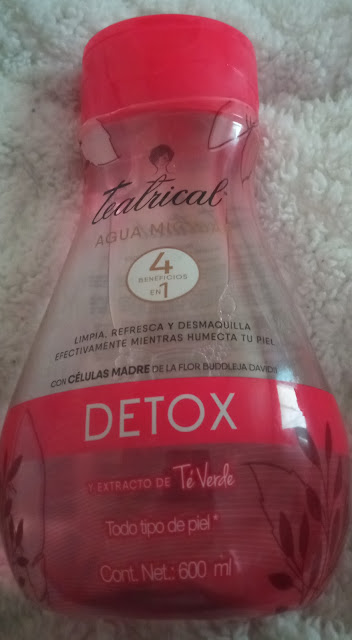 Teatrical
AGUA
4
BENEFICIOS
EN 1
LIMPIA, REFRESCA Y DESMAQUILLA
EFECTIVAMENTE MIENTRAS HUMECTA TU PIEL
CON CÉLULAS MADRE DE LA FLOR BUDDLEJA DAVIDII
DETOX
Y EXTRACTO DE Té Verde
Todo tipo de piel*
Cont. Net.: 600 ml